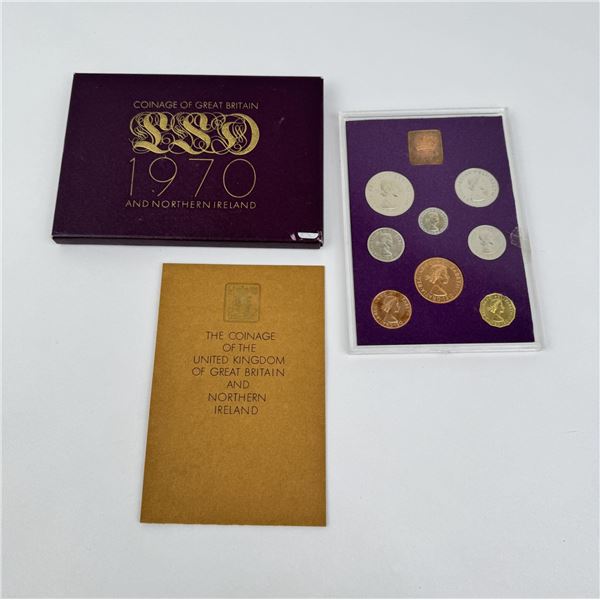 COINAGE OF GREAT BRITAIN
LSD
1970
AND NORTHERN IRELAND
THE COINAGE
OF THE
UNITED KINGDOM
OF GREAT BRITAIN
AND
NORTHERN
IRELAND